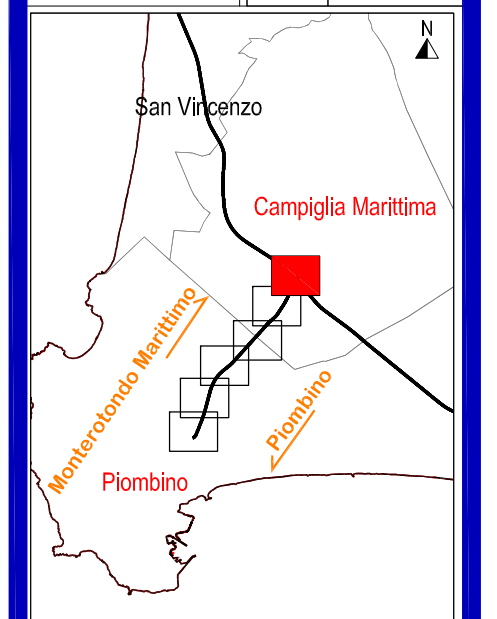 N
San Vincenzo
Campiglia Marittima
Monterotondo Marittimo
Piombino
Piombino